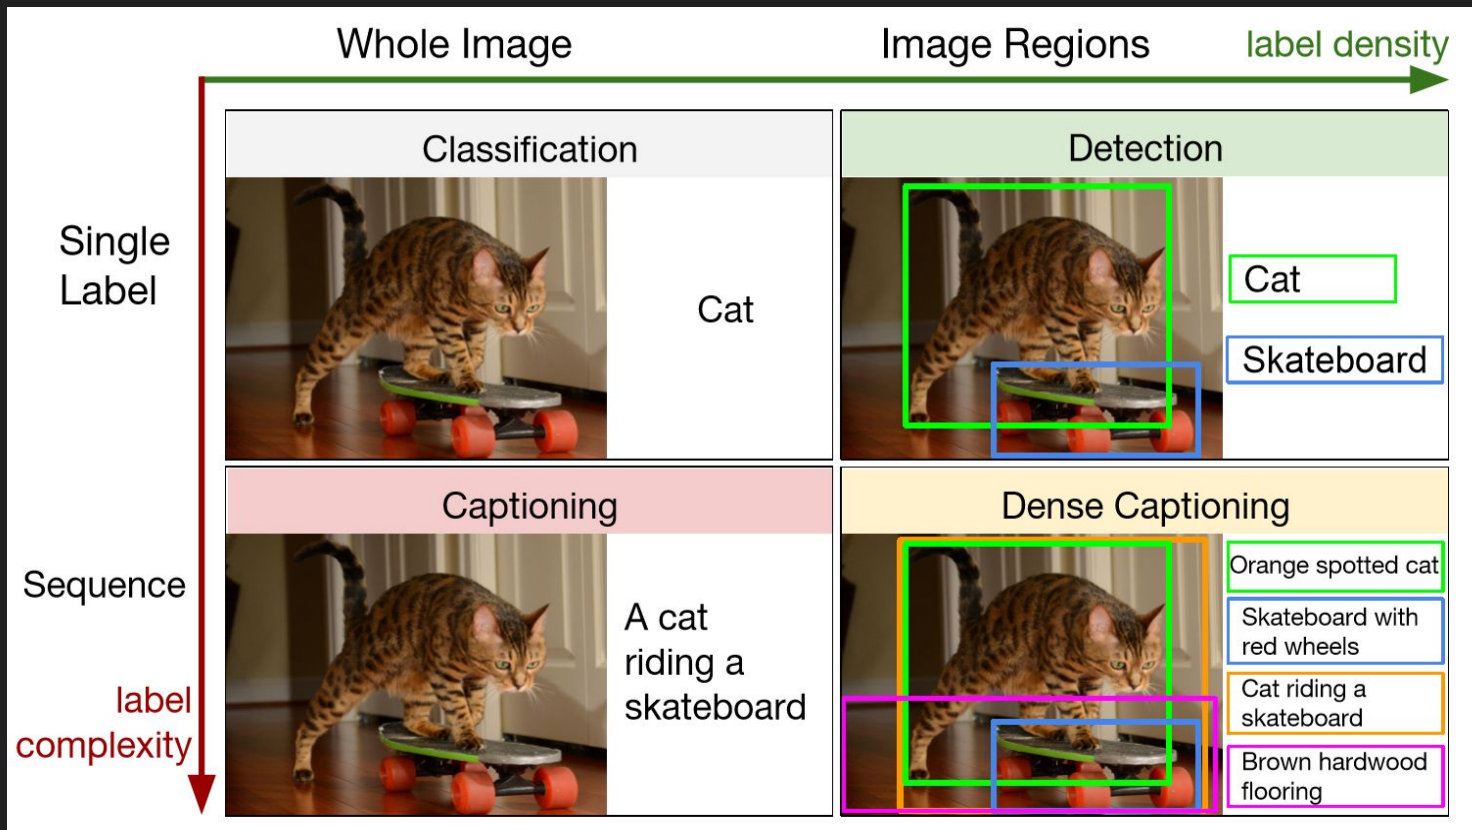 Whole Image
Image Regions
label density
Classification
Detection
Single
Label
Cat
Cat
Skateboard
Captioning
Dense Captioning
Sequence
label
complexity
A cat
riding a
skateboard
Orange spotted cat
Skateboard with
red wheels
Cat riding a
skateboard
Brown hardwood
flooring